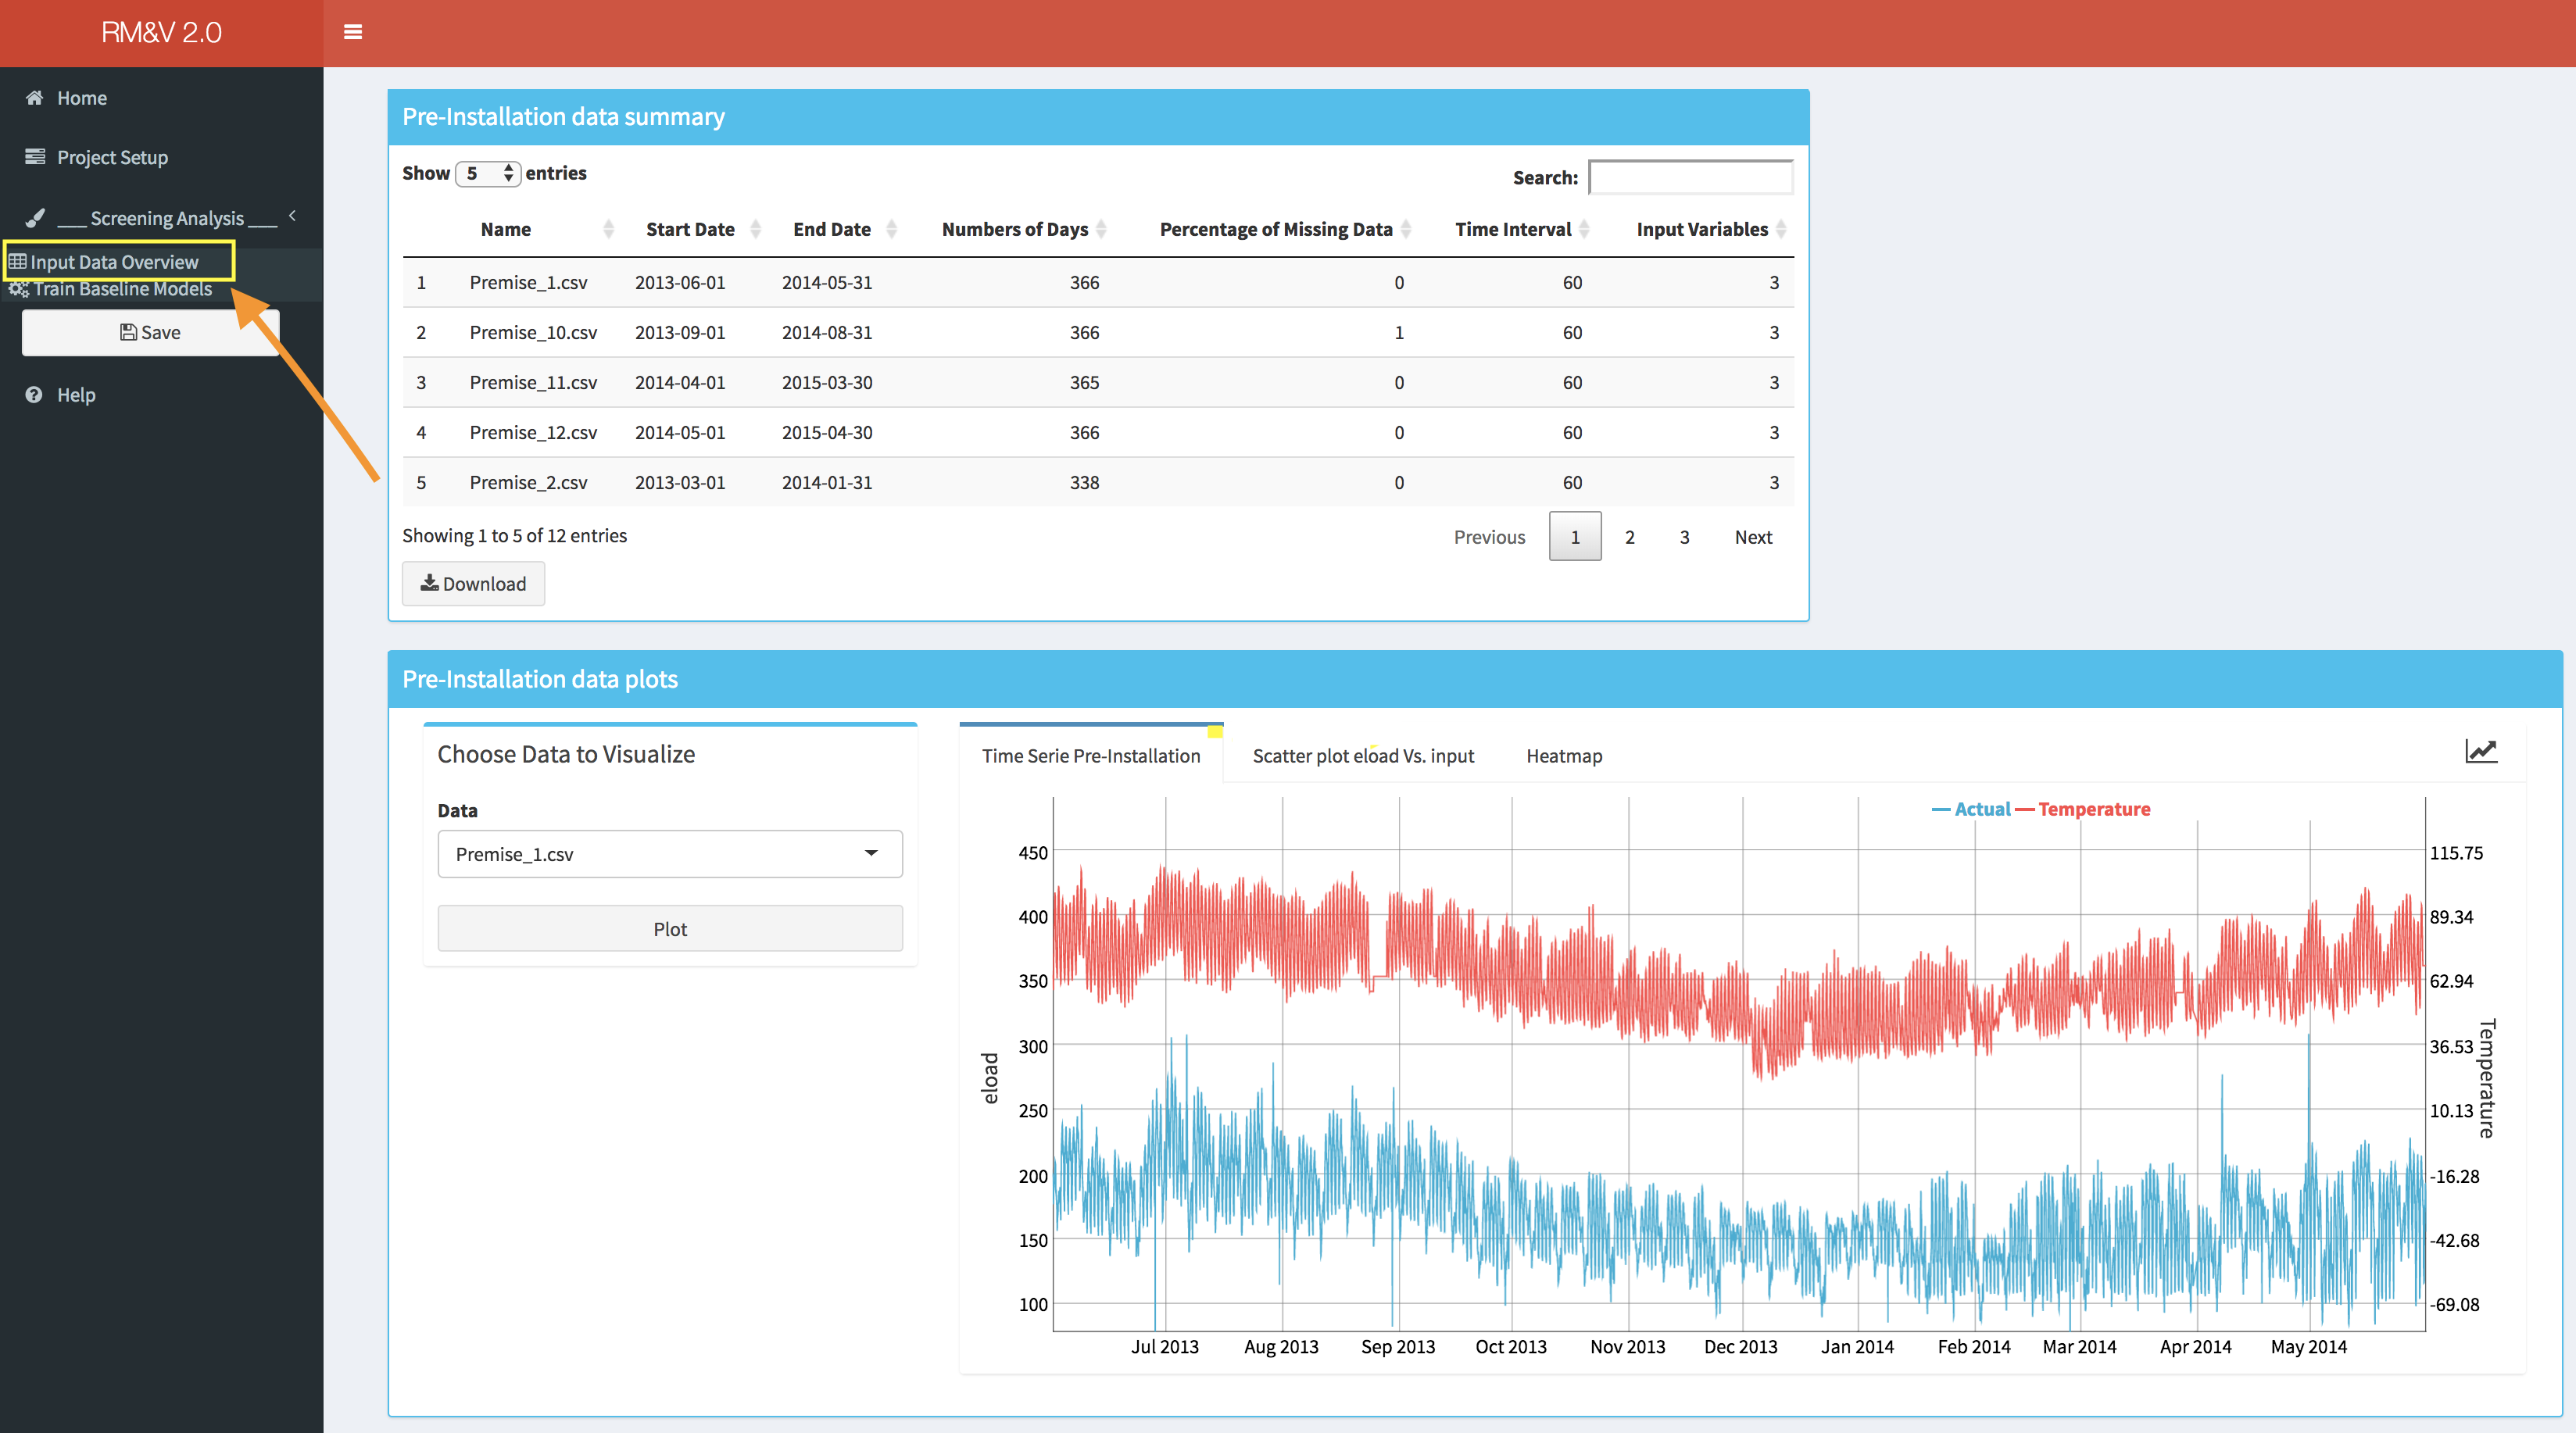 RM&V 2.0
Home
Project Setup
___ Screening Analysis ___
Input Data Overview
Train Baseline Models
Save
Help
Pre-Installation data summary
Show 5 entries
Search:
Name Start Date End Date Numbers of Days Percentage of Missing Data Time Interval Input Variables
1 Premise_1.csv 2013-06-01 2014-05-31 366 0 60 3
2 Premise_10.csv 2013-09-01 2014-08-31 366 1 60 3
3 Premise_11.csv 2014-04-01 2015-03-30 365 0 60 3
4 Premise_12.csv 2014-05-01 2015-04-30 366 0 60 3
5 Premise_2.csv 2013-03-01 2014-01-31 338 0 60 3
Showing 1 to 5 of 12 entries
Previous 1 2 3 Next
Download
Pre-Installation data plots
Choose Data to Visualize
Data
Premise_1.csv
Plot
Time Serie Pre-Installation Scatter plot eload Vs. input Heatmap
Actual Temperature
450 115.75
400 89.34
350 62.94
300 36.53
250 10.13
200 -16.28
150 -42.68
100 -69.08
eload
Temperature
Jul 2013 Aug 2013 Sep 2013 Oct 2013 Nov 2013 Dec 2013 Jan 2014 Feb 2014 Mar 2014 Apr 2014 May 2014